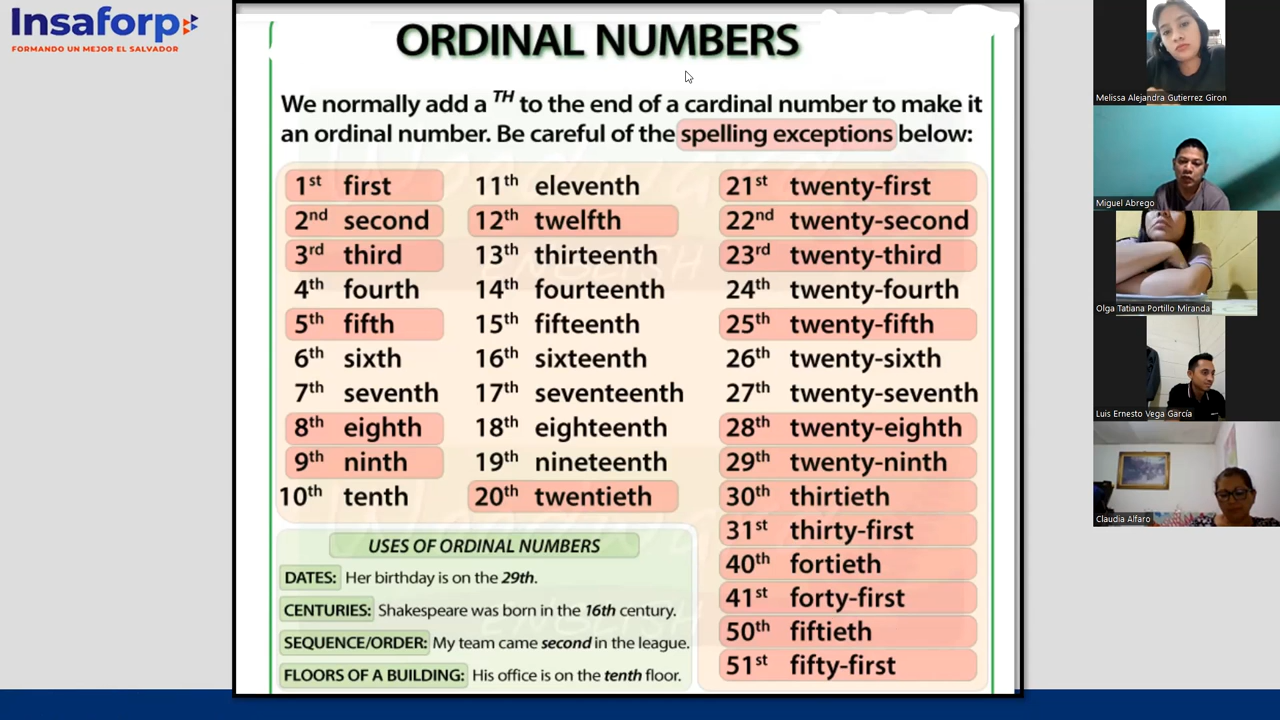 Insaforp
FORMANDO UN MEJOR EL SALVADOR
ORDINAL NUMBERS
We normally add a TH to the end of a cardinal number to make it
an ordinal number. Be careful of the spelling exceptions below:
1st first
2nd second
3rd third
4th fourth
5th fifth
6th sixth
7th seventh
8th eighth
9th ninth
10th tenth
11th eleventh
12th twelfth
13th thirteenth
14th fourteenth
15th fifteenth
16th sixteenth
17th seventeenth
18th eighteenth
19th nineteenth
20th twentieth
21st twenty-first
22nd twenty-second
23rd twenty-third
24th twenty-fourth
25th twenty-fifth
26th twenty-sixth
27th twenty-seventh
28th twenty-eighth
29th twenty-ninth
30th thirtieth
31st thirty-first
40th fortieth
41st forty-first
50th fiftieth
51st fifty-first
USES OF ORDINAL NUMBERS
DATES: Her birthday is on the 29th.
CENTURIES: Shakespeare was born in the 16th century.
SEQUENCE/ORDER: My team came second in the league.
FLOORS OF A BUILDING: His office is on the tenth floor.
Melissa Alejandra Gutierrez Giron
Miguel Abrego
Olga Tatiana Portillo Miranda
Luis Ernesto Vega García
Claudia Alfaro